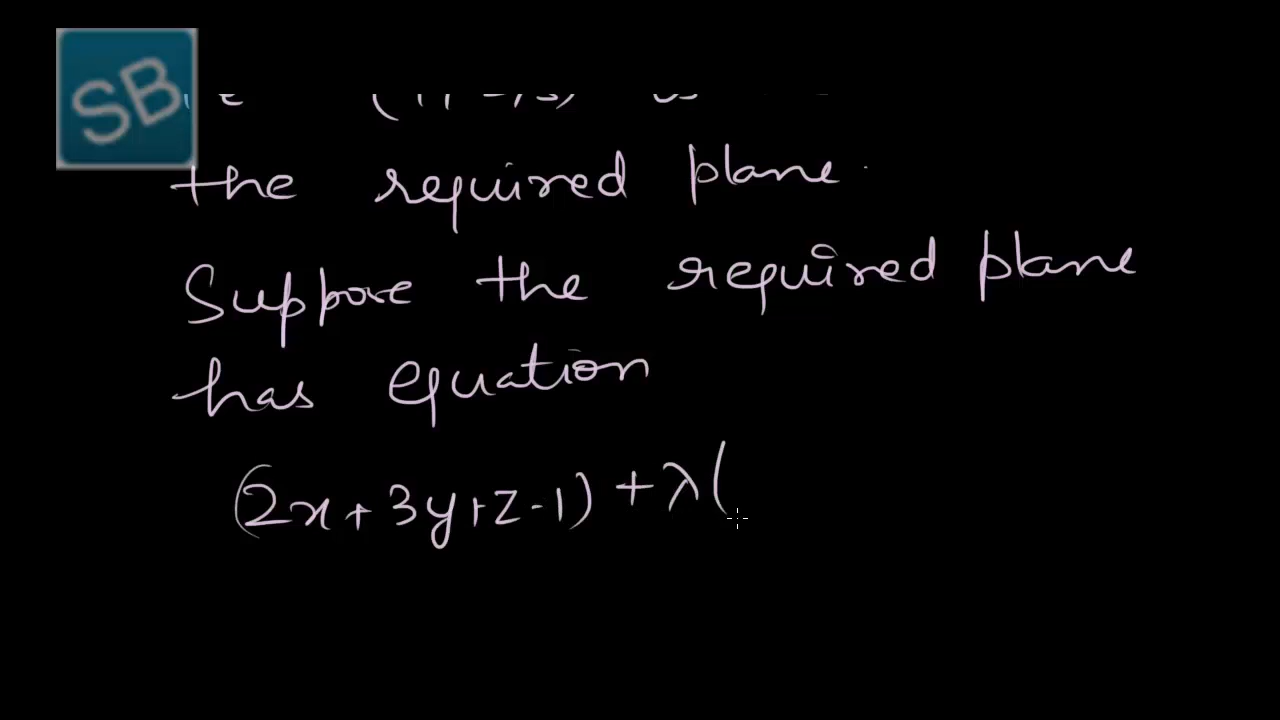 SB
the required plane.
Suppose the required plane
has equation
(2x+3y+z-1) + λ(